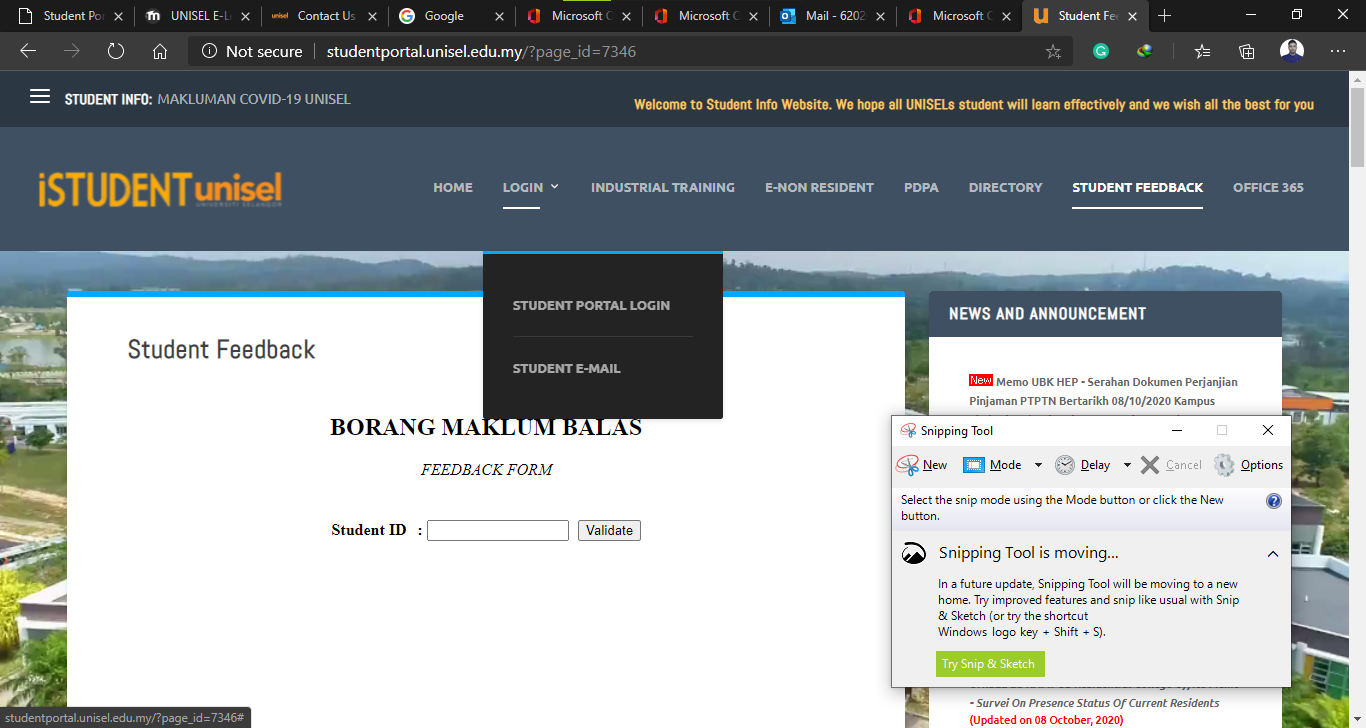 Student Por
UNISEL E-L
unisel Contact Us
Google
Microsoft O
Microsoft O
Mail - 6202
Microsoft O
Student Fee
Not secure studentportal.unisel.edu.my/?page_id=7346
STUDENT INFO: MAKLUMAN COVID-19 UNISEL
Welcome to Student Info Website. We hope all UNISELs student will learn effectively and we wish all the best for you
iSTUDENT unisel
UNIVERSITI SELANGOR
HOME LOGIN INDUSTRIAL TRAINING E-NON RESIDENT PDPA DIRECTORY STUDENT FEEDBACK OFFICE 365
STUDENT PORTAL LOGIN
STUDENT E-MAIL
Student Feedback
BORANG MAKLUM BALAS
FEEDBACK FORM
Student ID : Validate
NEWS AND ANNOUNCEMENT
New Memo UBK HEP - Serahan Dokumen Perjanjian
Pinjaman PTPTN Bertarikh 08/10/2020 Kampus
Snipping Tool
New Mode Delay Cancel Options
Select the snip mode using the Mode button or click the New
button.
Snipping Tool is moving...
In a future update, Snipping Tool will be moving to a new
home. Try improved features and snip like usual with Snip
& Sketch (or try the shortcut
Windows logo key + Shift + S).
Try Snip & Sketch
- Survei On Presence Status Of Current Residents
(Updated on 08 October, 2020)
studentportal.unisel.edu.my/?page_id=7346#